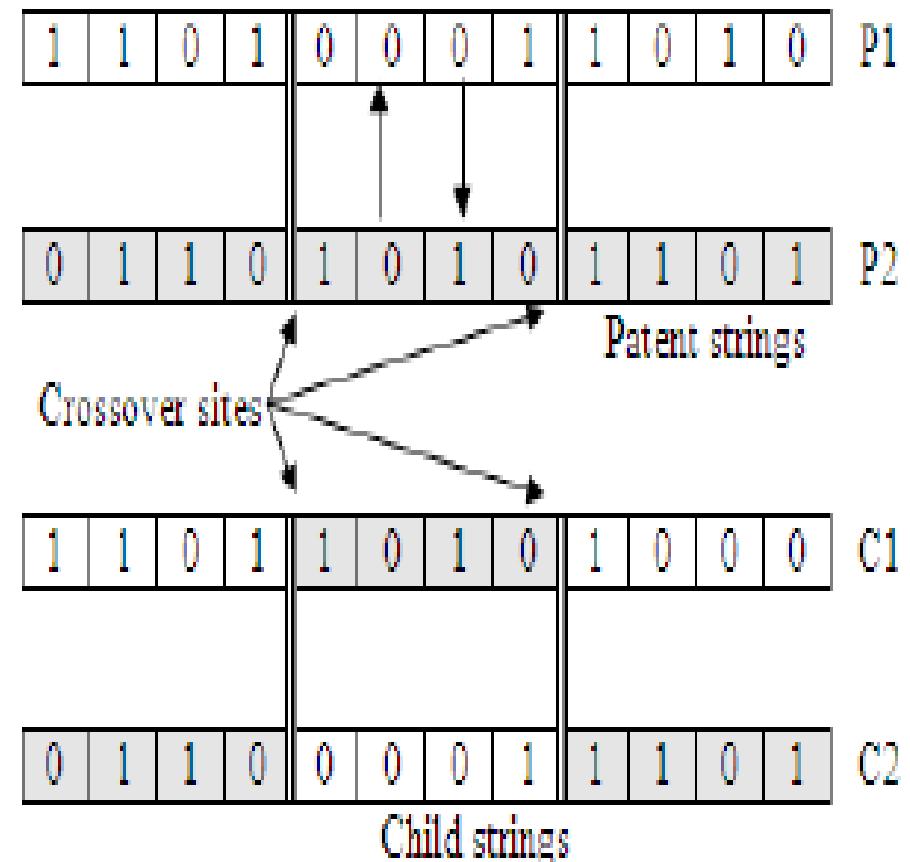 1 1 0 1 0 0 0 1 1 0 1 0 P1
0 1 1 0 1 0 1 0 1 1 0 1 P2
Patent strings
Crossover sites
1 1 0 1 1 0 1 0 1 0 0 0 C1
0 1 1 0 0 0 0 1 1 1 0 1 C2
Child strings